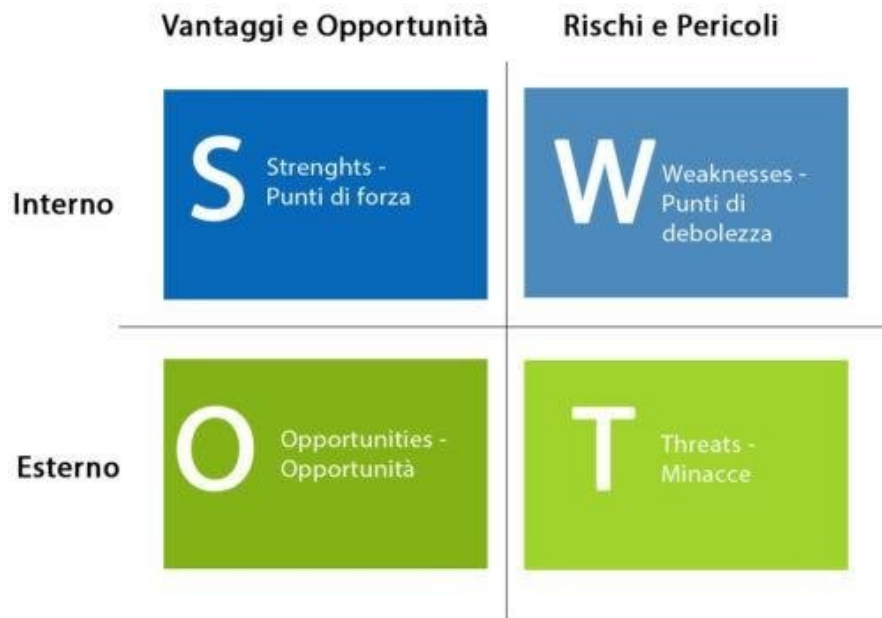 Vantaggi e Opportunità
Rischi e Pericoli
Interno
S
Strenghts -
Punti di forza
W
Weaknesses -
Punti di
debolezza
Esterno
O
Opportunities -
Opportunità
T
Threats -
Minacce